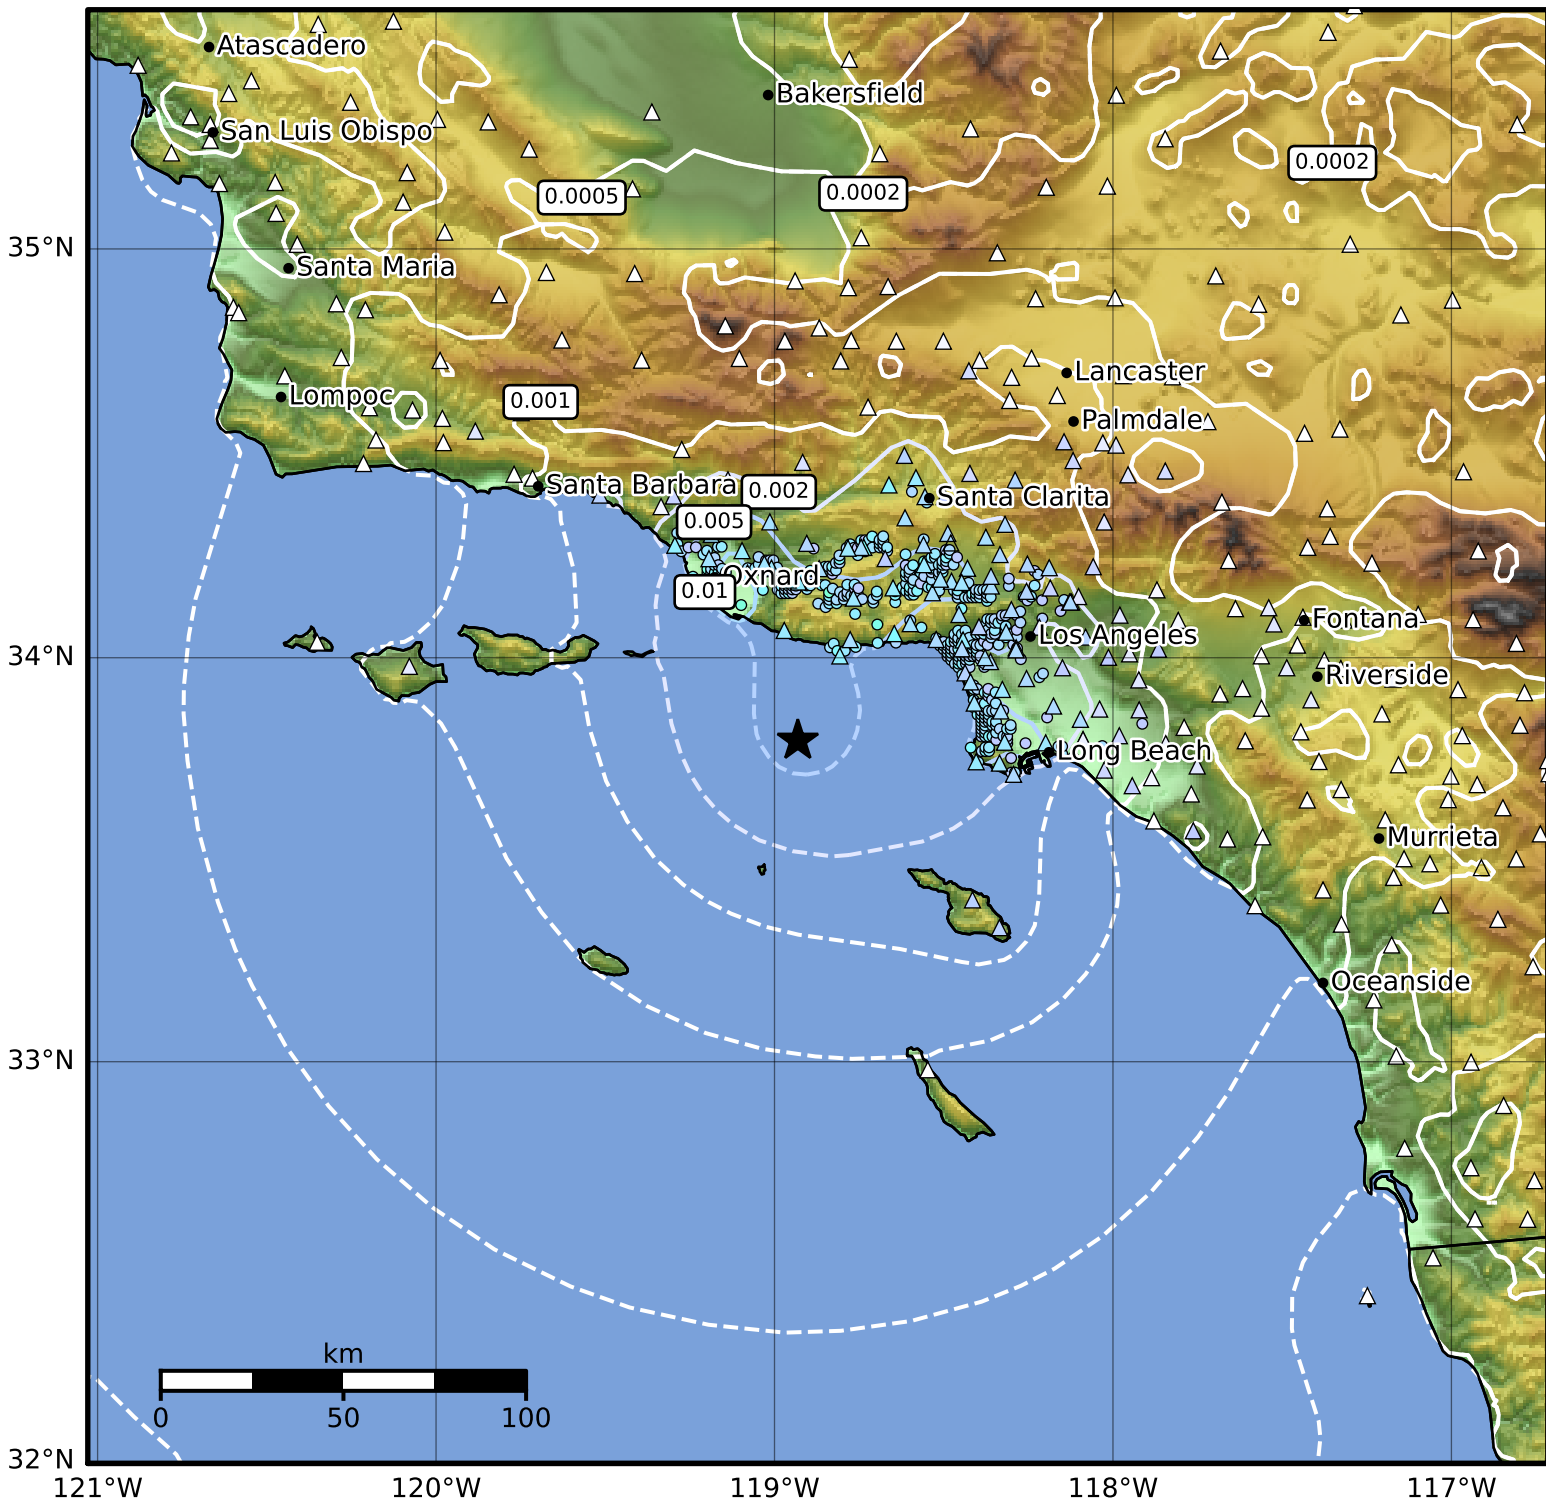 Atascadero
Bakersfield
San Luis Obispo
0.0002
0.0005
0.0002
35°N
Santa Maria
Lancaster
Lompoc
0.001
Palmdale
Santa Barbara
0.002
Santa Clarita
0.005
Oxnard
0.01
Fontana
Los Angeles
34°N
Riverside
Long Beach
Murrieta
Oceanside
33°N
km
0 50 100
32°N
121°W 120°W 119°W 118°W 117°W